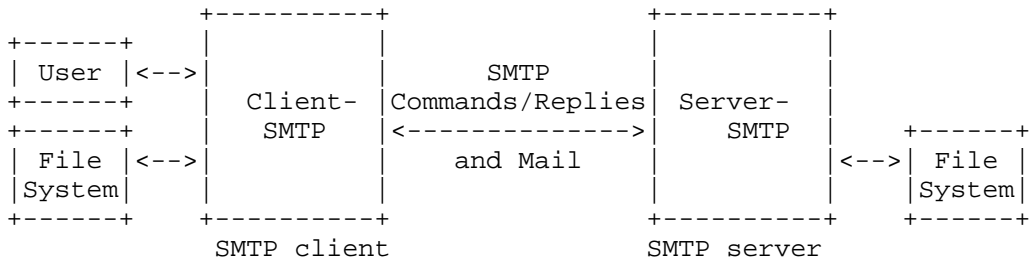 +----------+                +----------+
+------+ | | | |
| User |<-->| | SMTP | |
+------+ | Client- |Commands/Replies| Server- |
+------+ | SMTP |<-------------->| SMTP | +------+
| File |<-->| | and Mail | |<-->| File |
|System| | | | | |System|
+------+ +----------+ +----------+ +------+
SMTP client SMTP server